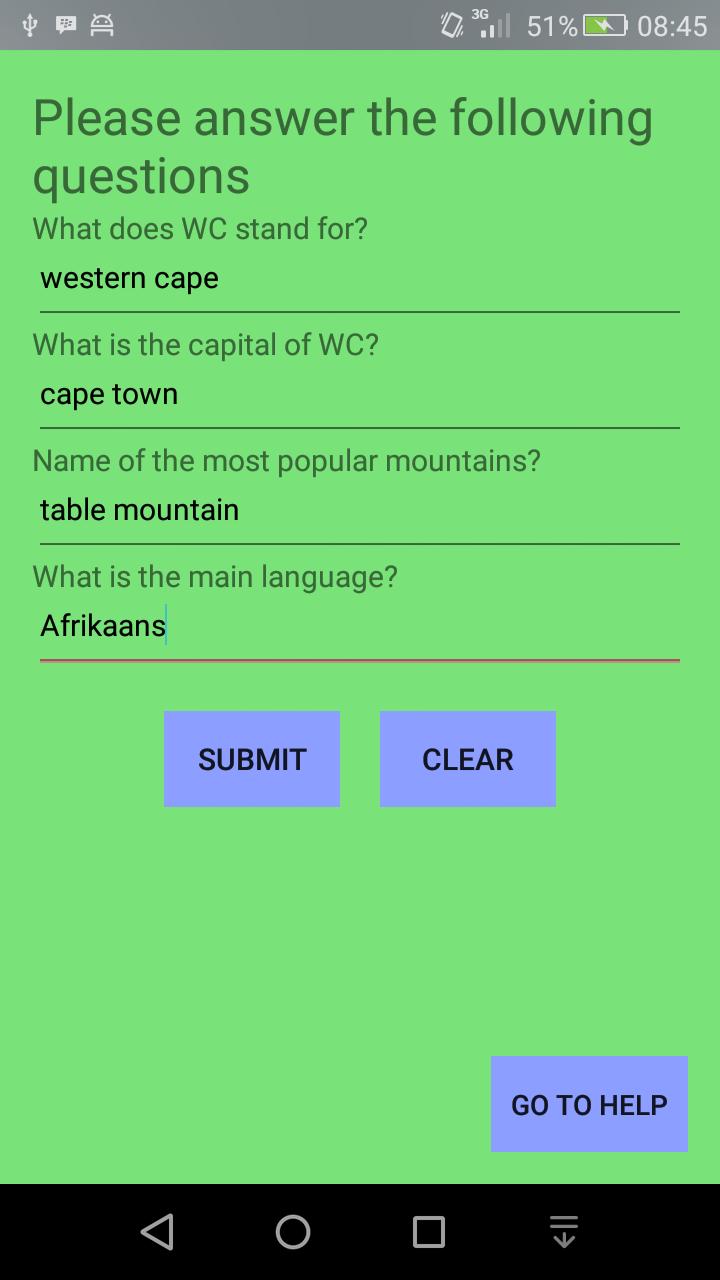 3G 51% 08:45
Please answer the following
questions
What does WC stand for?
western cape
What is the capital of WC?
cape town
Name of the most popular mountains?
table mountain
What is the main language?
Afrikaans
SUBMIT CLEAR
GO TO HELP